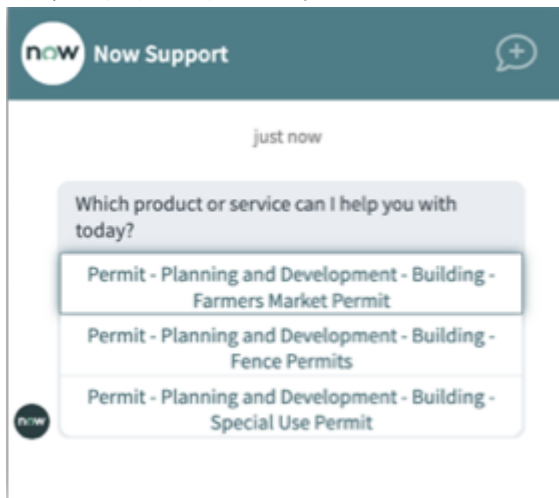 now Now Support
just now
Which product or service can I help you with
today?
Permit - Planning and Development - Building -
Farmers Market Permit
Permit - Planning and Development - Building -
Fence Permits
Permit - Planning and Development - Building -
Special Use Permit
now